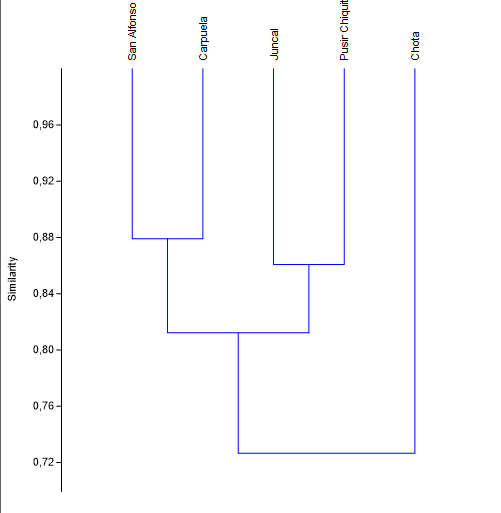 San Alfonso
Carpuela
Juncal
Pusir Chiquit
Chota
0,96
0,92
0,88
0,84
0,80
0,76
0,72
Similarity